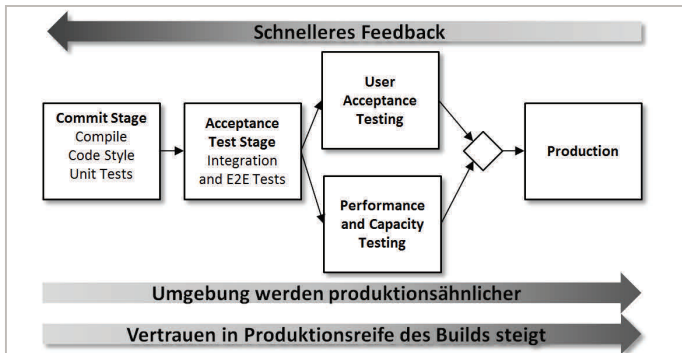 Schnelleres Feedback
Commit Stage
Compile
Code Style
Unit Tests
Acceptance
Test Stage
Integration
and E2E Tests
User
Acceptance
Testing
Performance
and Capacity
Testing
Production
Umgebung werden produktionsähnlicher
Vertrauen in Produktionsreife des Builds steigt